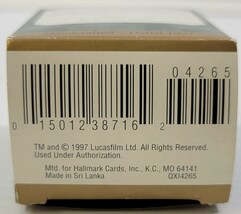 04265
0 15012 38716 2
TM and © 1997 Lucasfilm Ltd. All Rights Reserved.
Used Under Authorization.
Mfd. for Hallmark Cards, Inc., K.C., MO 64141
Made in Sri Lanka QXI4265